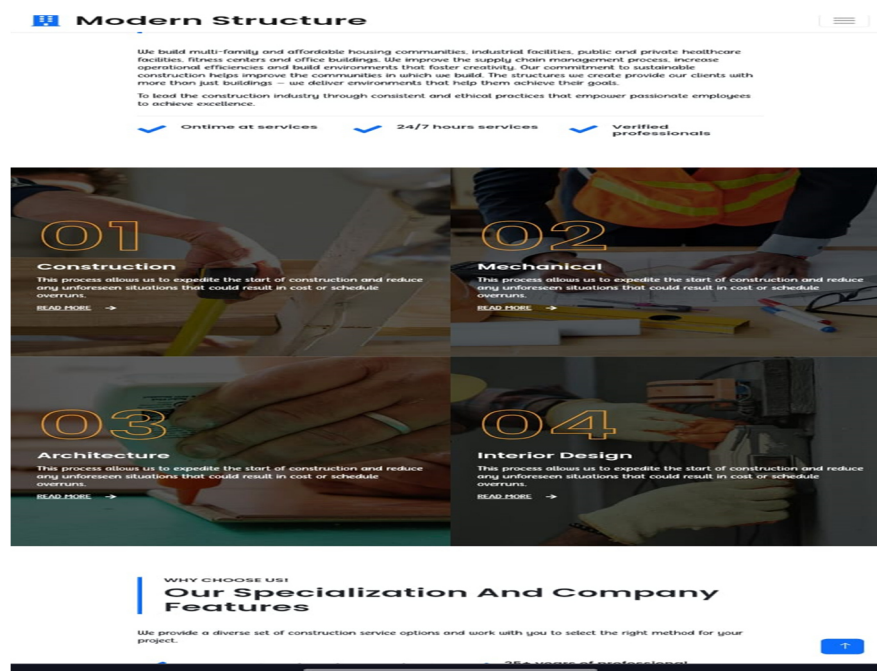 Modern Structure
We build multi-family and affordable housing communities, industrial facilities, public and private healthcare
facilities, fitness centers and office buildings. We improve the supply chain management process, increase
operational efficiencies and build environments that foster creativity. Our commitment to sustainable
construction helps improve the communities in which we build. The structures we create provide our clients with
more than just buildings – we deliver environments that help them achieve their goals.
To lead the construction industry through consistent and ethical practices that empower passionate employees
to achieve excellence.
Ontime at services
24/7 hours services
Verified
professionals
01
Construction
This process allows us to expedite the start of construction and reduce
any unforeseen situations that could result in cost or schedule
overruns.
READ MORE →
02
Mechanical
This process allows us to expedite the start of construction and reduce
any unforeseen situations that could result in cost or schedule
overruns.
READ MORE →
03
Architecture
This process allows us to expedite the start of construction and reduce
any unforeseen situations that could result in cost or schedule
overruns.
READ MORE →
04
Interior Design
This process allows us to expedite the start of construction and reduce
any unforeseen situations that could result in cost or schedule
overruns.
READ MORE →
WHY CHOOSE US!
Our Specialization And Company
Features
We provide a diverse set of construction service options and work with you to select the right method for your
project.
25+ years of professional